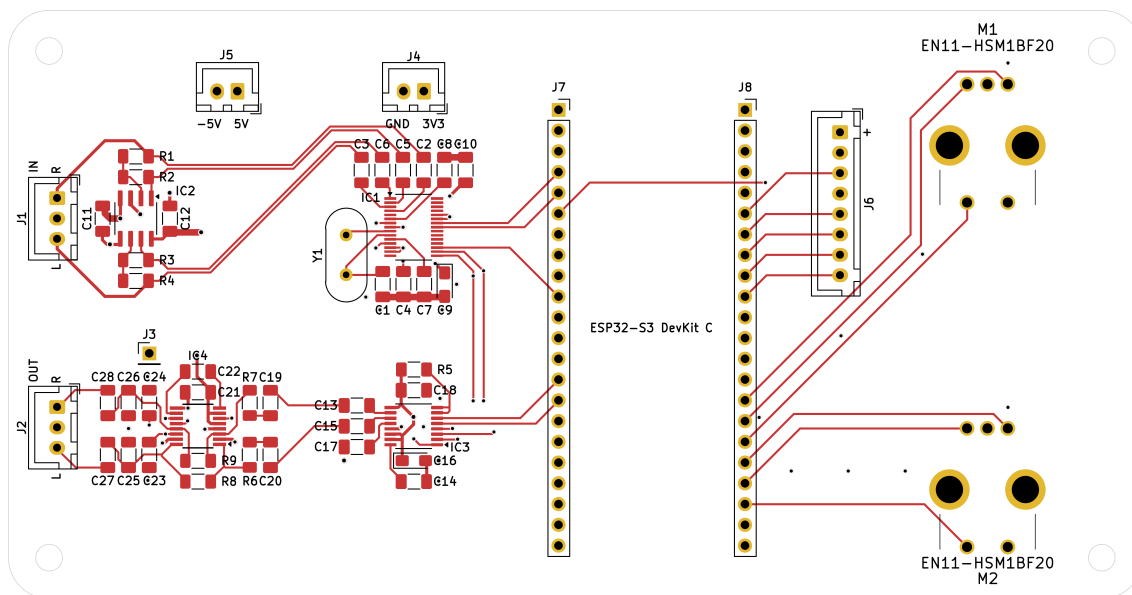 M1
EN11-HSM1BF20
J5
J4
-5V 5V
GND 3V3
J7
J8
+
J6
IN
R
J1
L
R1
R2
IC2
C11
C12
R3
R4
C3 C6 C5 C2 C8 C10
IC1
Y1
C1 C4 C7 C9
ESP32-S3 DevKit C
J3
OUT
R
J2
L
IC4
C22
C21
C28 C26 C24
R7 C19
R5
C18
C13
C15
C17
IC3
C16
C14
R9
R8
C27 C25 C23
R6 C20
EN11-HSM1BF20
M2